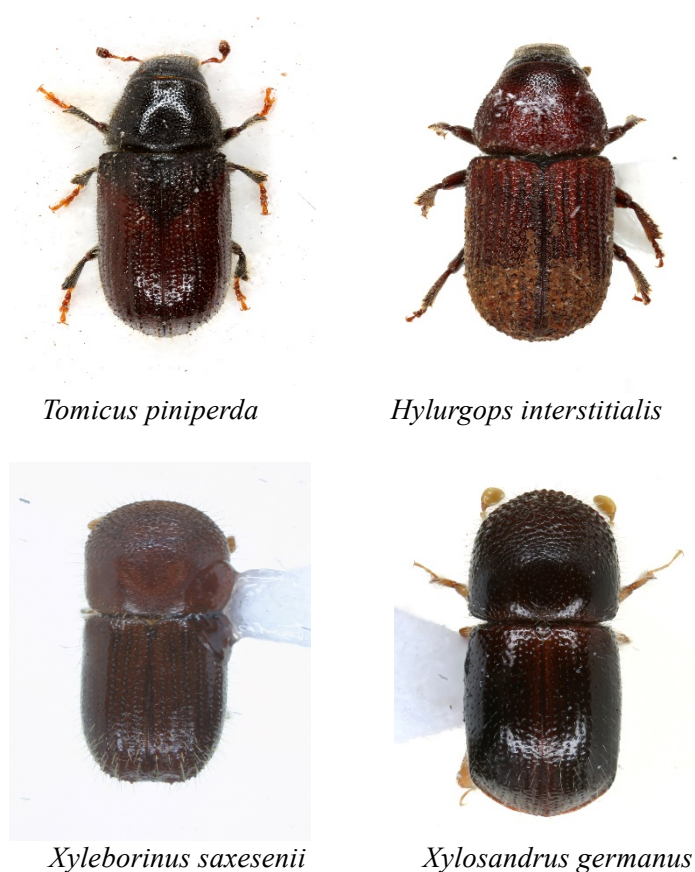 Tomicus piniperda
Hylurgops interstitialis
Xyleborinus saxesenii
Xylosandrus germanus